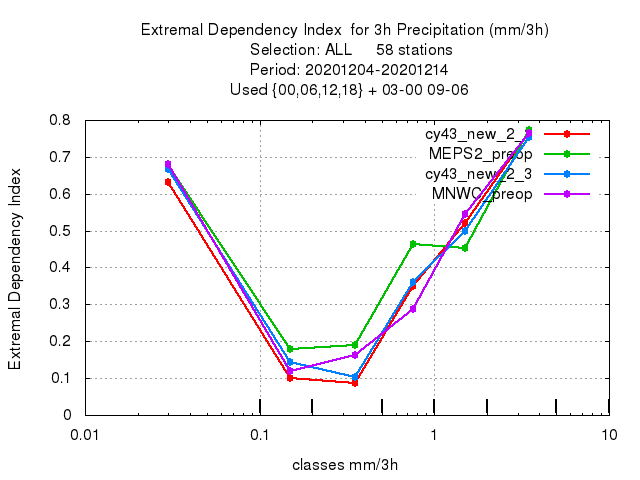 Extremal Dependency Index  for 3h Precipitation (mm/3h)
Selection: ALL     58 stations
Period: 20201204-20201214
Used {00,06,12,18} + 03-00 09-06
Extremal Dependency Index
0.8
0.7
0.6
0.5
0.4
0.3
0.2
0.1
0
cy43_new_2_
MEPS2_preop
cy43_new_2_3
MNWC_preop
0.01
0.1
1
10
classes mm/3h